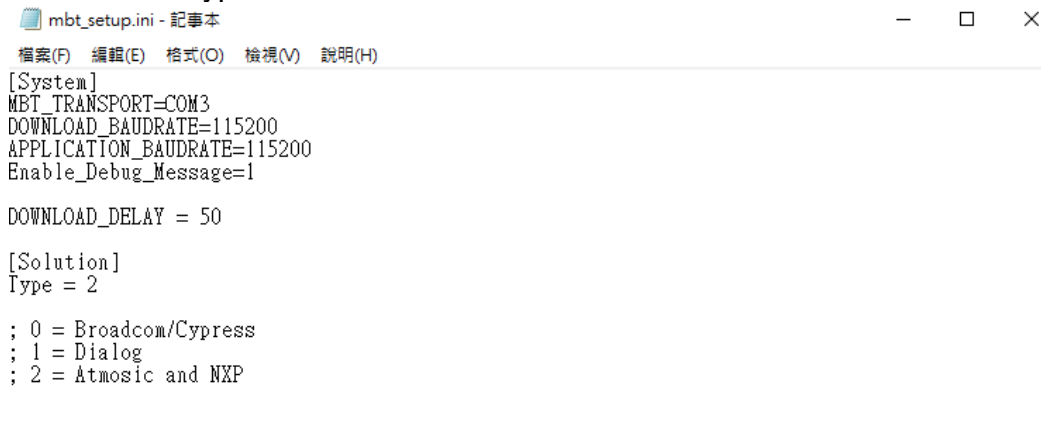 mbt_setup.ini - 記事本
檔案(F) 編輯(E) 格式(O) 檢視(V) 說明(H)
[System]
MBT_TRANSPORT=COM3
DOWNLOAD_BAUDRATE=115200
APPLICATION_BAUDRATE=115200
Enable_Debug_Message=1
DOWNLOAD_DELAY = 50
[Solution]
Type = 2
; 0 = Broadcom/Cypress
; 1 = Dialog
; 2 = Atmosic and NXP